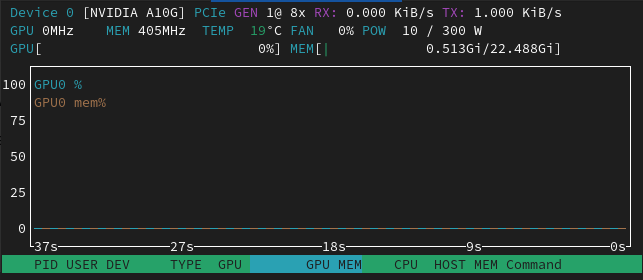 Device 0 [NVIDIA A10G] PCIe GEN 1@ 8x RX: 0.000 KiB/s TX: 1.000 KiB/s
GPU 0MHz MEM 405MHz TEMP 19°C FAN 0% POW 10 / 300 W
GPU[ 0%] MEM[| 0.513Gi/22.488Gi]
100
GPU0 %
GPU0 mem%
75
50
25
0
37s 27s 18s 9s 0s
PID USER DEV TYPE GPU GPU MEM CPU HOST MEM Command